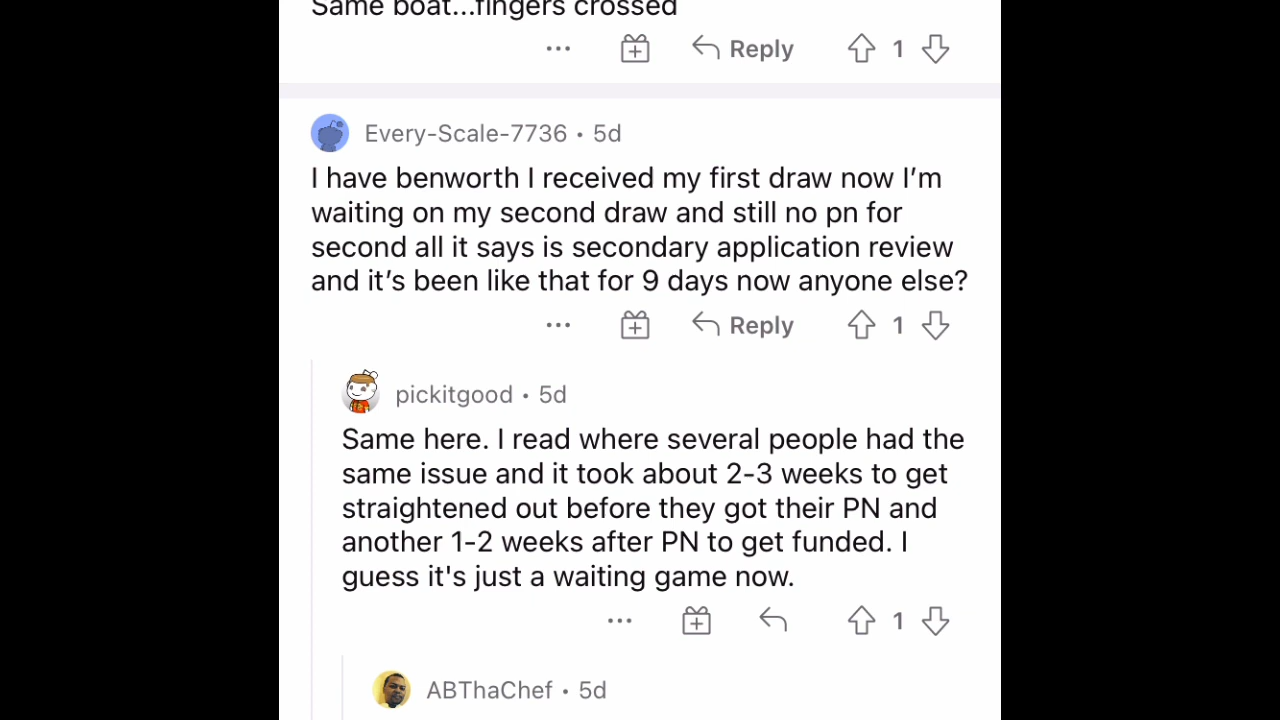 Same boat...fingers crossed
... Reply 1
Every-Scale-7736 • 5d
I have benworth I received my first draw now I’m
waiting on my second draw and still no pn for
second all it says is secondary application review
and it’s been like that for 9 days now anyone else?
... Reply 1
pickitgood • 5d
Same here. I read where several people had the
same issue and it took about 2-3 weeks to get
straightened out before they got their PN and
another 1-2 weeks after PN to get funded. I
guess it's just a waiting game now.
... 1
ABThaChef • 5d